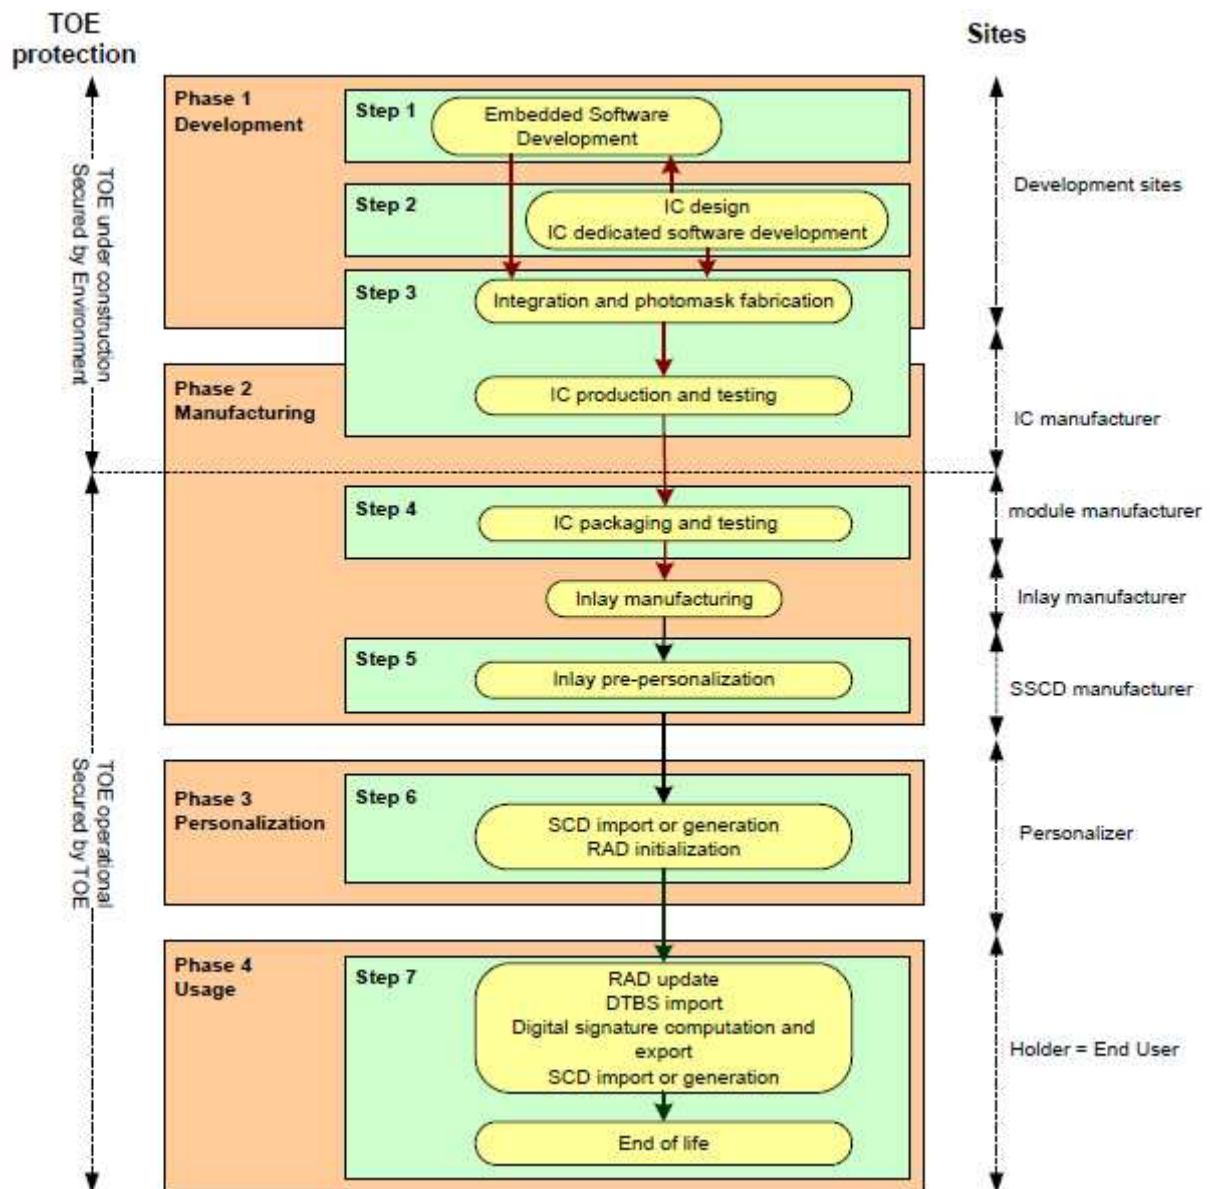 TOE
protection
Sites
Phase 1
Development
Step 1
Embedded Software
Development
Step 2
IC design
IC dedicated software development
Development sites
TOE under construction
Secured by Environment
Step 3
Integration and photomask fabrication
Phase 2
Manufacturing
IC production and testing
IC manufacturer
Step 4
IC packaging and testing
module manufacturer
Inlay manufacturing
Inlay manufacturer
Step 5
Inlay pre-personalization
SSCD manufacturer
TOE operational
Secured by TOE
Phase 3
Personalization
Step 6
SCD import or generation
RAD initialization
Personalizer
Phase 4
Usage
Step 7
RAD update
DTBS import
Digital signature computation and
export
SCD import or generation
Holder = End User
End of life